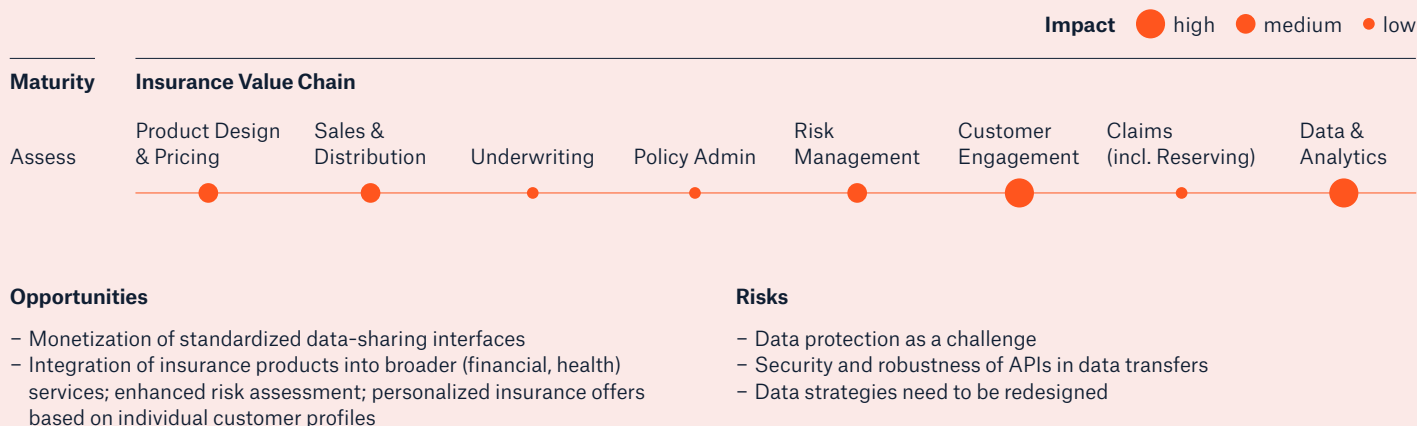 Impact high medium low
Maturity Insurance Value Chain
Assess
Product Design
& Pricing
Sales &
Distribution
Underwriting
Policy Admin
Risk
Management
Customer
Engagement
Claims
(incl. Reserving)
Data &
Analytics
Opportunities
– Monetization of standardized data-sharing interfaces
– Integration of insurance products into broader (financial, health)
services; enhanced risk assessment; personalized insurance offers
based on individual customer profiles
Risks
– Data protection as a challenge
– Security and robustness of APIs in data transfers
– Data strategies need to be redesigned